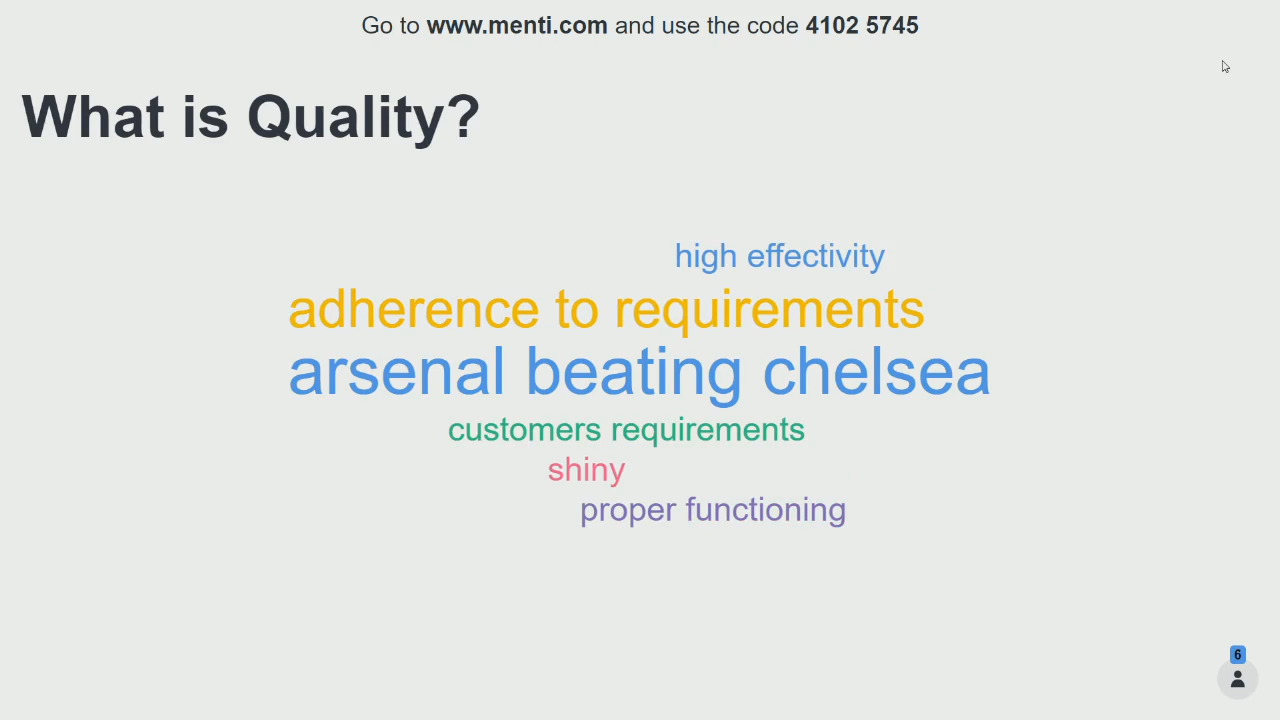 Go to www.menti.com and use the code 4102 5745
What is Quality?
high effectivity
adherence to requirements
arsenal beating chelsea
customers requirements
shiny
proper functioning
6